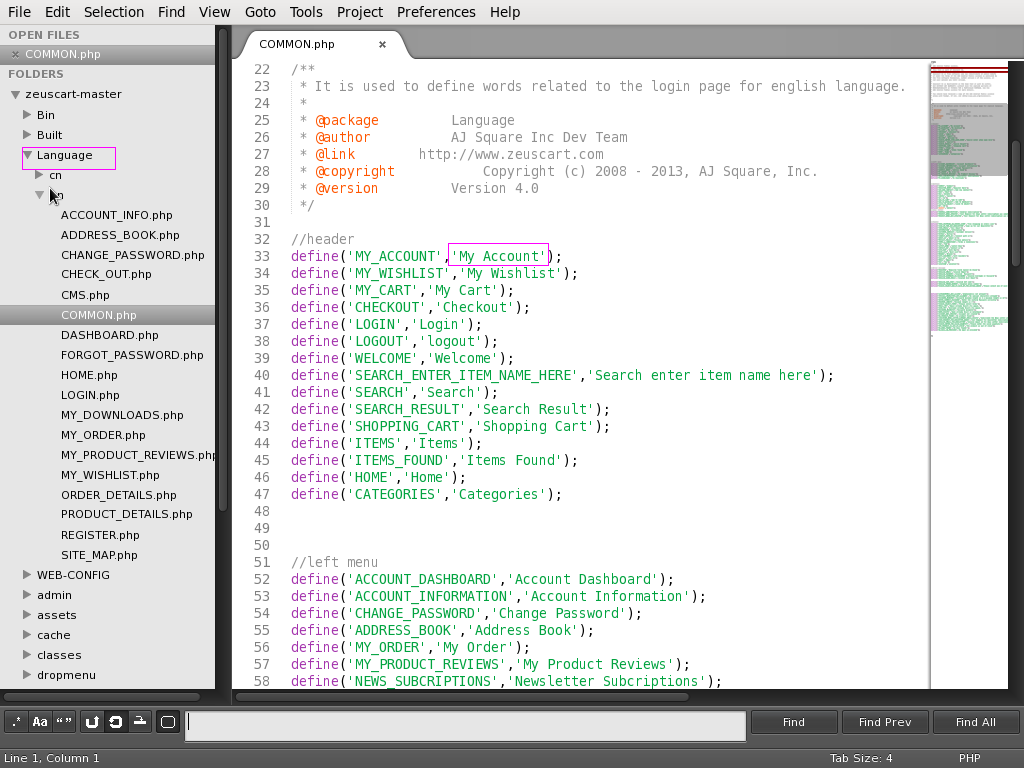 File Edit Selection Find View Goto Tools Project Preferences Help
OPEN FILES
COMMON.php
FOLDERS
zeuscart-master
Bin
Built
Language
cn
ACCOUNT_INFO.php
ADDRESS_BOOK.php
CHANGE_PASSWORD.php
CHECK_OUT.php
CMS.php
COMMON.php
DASHBOARD.php
FORGOT_PASSWORD.php
HOME.php
LOGIN.php
MY_DOWNLOADS.php
MY_ORDER.php
MY_PRODUCT_REVIEWS.php
MY_WISHLIST.php
ORDER_DETAILS.php
PRODUCT_DETAILS.php
REGISTER.php
SITE_MAP.php
WEB-CONFIG
admin
assets
cache
classes
dropmenu
COMMON.php
22 /**
23 * It is used to define words related to the login page for english language.
24 *
25 * @package Language
26 * @author AJ Square Inc Dev Team
27 * @link http://www.zeuscart.com
28 * @copyright Copyright (c) 2008 - 2013, AJ Square, Inc.
29 * @version Version 4.0
30 */
31
32 //header
33 define('MY_ACCOUNT','My Account');
34 define('MY_WISHLIST','My Wishlist');
35 define('MY_CART','My Cart');
36 define('CHECKOUT','Checkout');
37 define('LOGIN','Login');
38 define('LOGOUT','logout');
39 define('WELCOME','Welcome');
40 define('SEARCH_ENTER_ITEM_NAME_HERE','Search enter item name here');
41 define('SEARCH','Search');
42 define('SEARCH_RESULT','Search Result');
43 define('SHOPPING_CART','Shopping Cart');
44 define('ITEMS','Items');
45 define('ITEMS_FOUND','Items Found');
46 define('HOME','Home');
47 define('CATEGORIES','Categories');
48
49
50
51 //left menu
52 define('ACCOUNT_DASHBOARD','Account Dashboard');
53 define('ACCOUNT_INFORMATION','Account Information');
54 define('CHANGE_PASSWORD','Change Password');
55 define('ADDRESS_BOOK','Address Book');
56 define('MY_ORDER','My Order');
57 define('MY_PRODUCT_REVIEWS','My Product Reviews');
58 define('NEWS_SUBCRIPTIONS','Newsletter Subcriptions');
.* Aa “” Find Find Prev Find All
Line 1, Column 1 Tab Size: 4 PHP